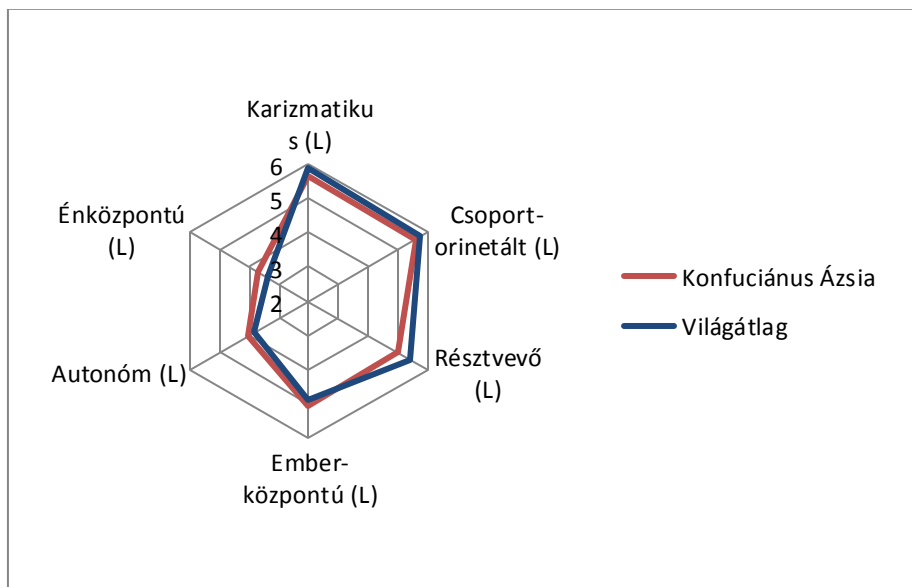 Karizmatiku
s (L)
6
5
4
3
2
Énközpontú
(L)
Csoport-
orinetált (L)
Autonóm (L)
Résztvevő
(L)
Ember-
központú (L)
Konfuciánus Ázsia
Világátlag